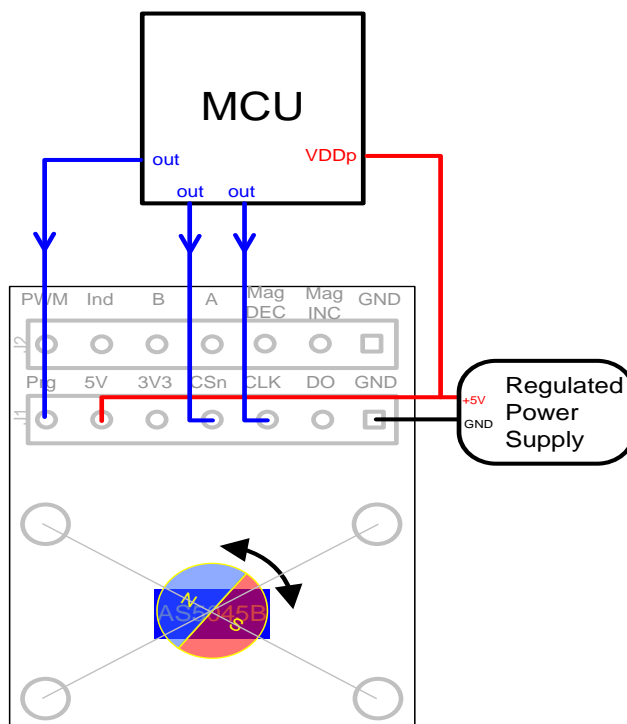 MCU
VDDp
out
out out
PWM Ind B A Mag DEC Mag INC GND
J2
Prg 5V 3V3 CSn CLK DO GND
J1
Regulated
Power
Supply
+5V
GND
AS5045B
N
S